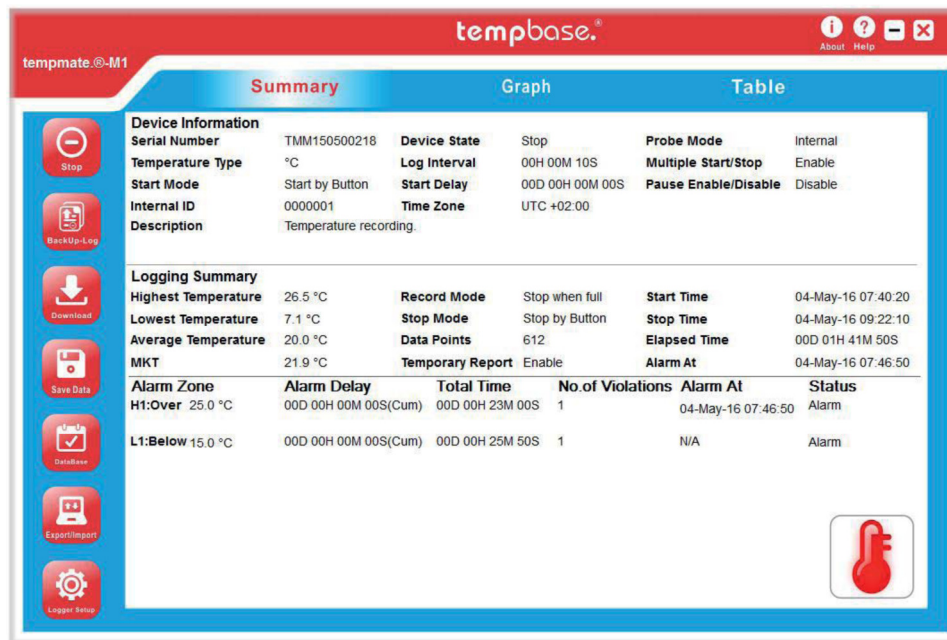 tempbase.®
About Help
tempmate.®-M1
Summary Graph Table
Stop
BackUp-Log
Download
Save Data
DataBase
Export/Import
Logger Setup
Device Information
Serial Number TMM150500218 Device State Stop Probe Mode Internal
Temperature Type °C Log Interval 00H 00M 10S Multiple Start/Stop Enable
Start Mode Start by Button Start Delay 00D 00H 00M 00S Pause Enable/Disable Disable
Internal ID 0000001 Time Zone UTC +02:00
Description Temperature recording.
Logging Summary
Highest Temperature 26.5 °C Record Mode Stop when full Start Time 04-May-16 07:40:20
Lowest Temperature 7.1 °C Stop Mode Stop by Button Stop Time 04-May-16 09:22:10
Average Temperature 20.0 °C Data Points 612 Elapsed Time 00D 01H 41M 50S
MKT 21.9 °C Temporary Report Enable Alarm At 04-May-16 07:46:50
Alarm Zone Alarm Delay Total Time No.of Violations Alarm At Status
H1:Over 25.0 °C 00D 00H 00M 00S(Cum) 00D 00H 23M 00S 1 04-May-16 07:46:50 Alarm
L1:Below 15.0 °C 00D 00H 00M 00S(Cum) 00D 00H 25M 50S 1 N/A Alarm